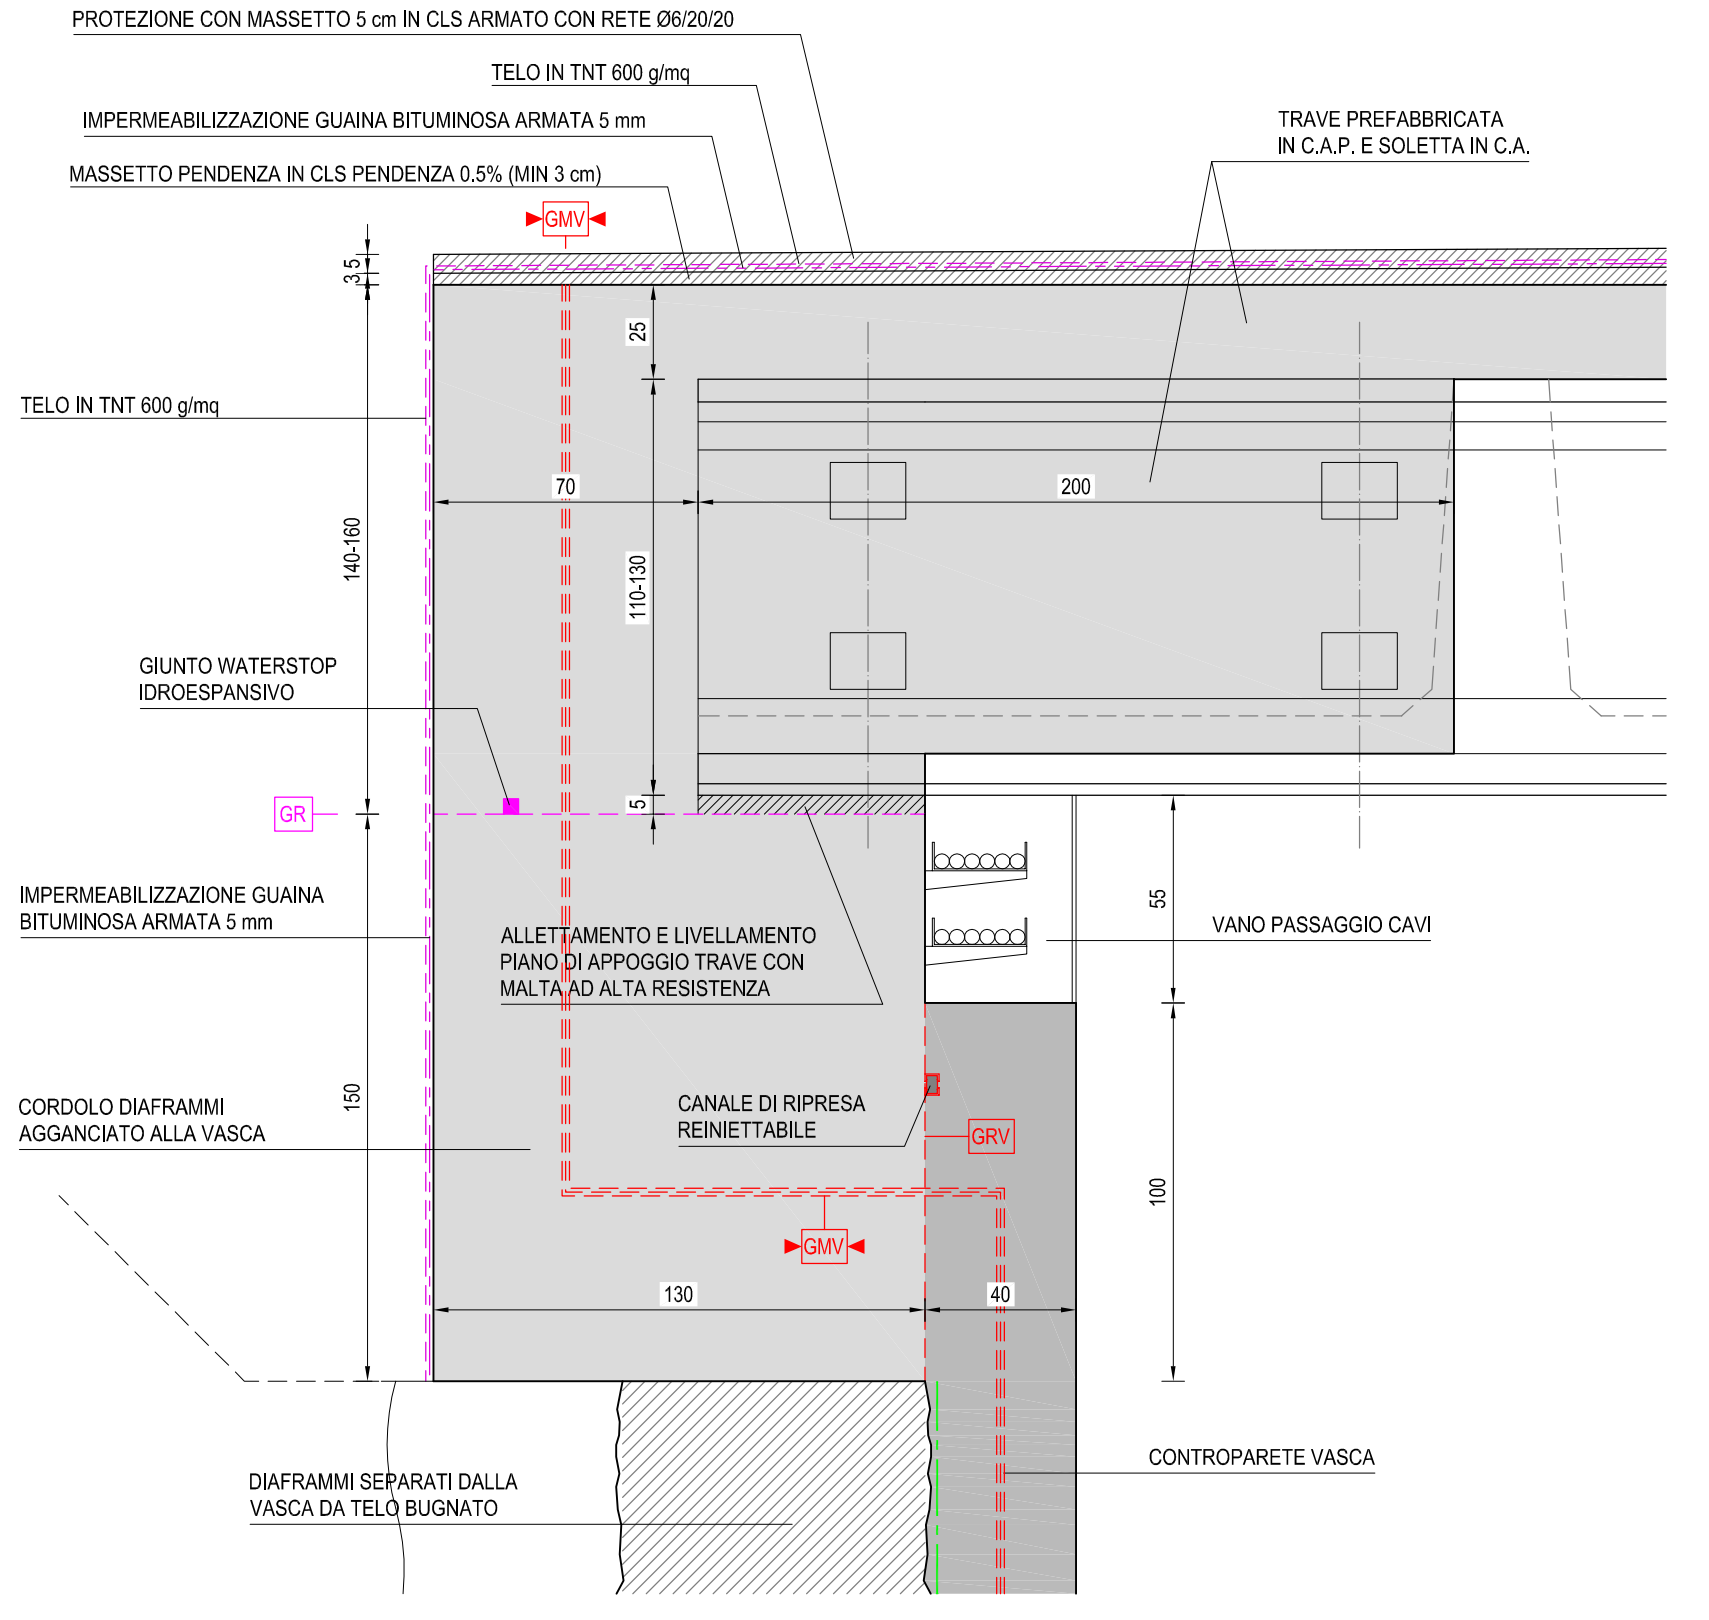 PROTEZIONE CON MASSETTO 5 cm IN CLS ARMATO CON RETE Ø6/20/20
TELO IN TNT 600 g/mq
IMPERMEABILIZZAZIONE GUAINA BITUMINOSA ARMATA 5 mm
TRAVE PREFABBRICATA
IN C.A.P. E SOLETTA IN C.A.
MASSETTO PENDENZA IN CLS PENDENZA 0.5% (MIN 3 cm)
GMV
5
3
25
TELO IN TNT 600 g/mq
70
200
140-160
110-130
GIUNTO WATERSTOP
IDROESPANSIVO
GR
5
IMPERMEABILIZZAZIONE GUAINA
BITUMINOSA ARMATA 5 mm
55
VANO PASSAGGIO CAVI
ALLETTAMENTO E LIVELLAMENTO
PIANO DI APPOGGIO TRAVE CON
MALTA AD ALTA RESISTENZA
150
CORDOLO DIAFRAMMI
AGGANCIATO ALLA VASCA
CANALE DI RIPRESA
REINIETTABILE
GRV
100
GMV
130
40
CONTROPARETE VASCA
DIAFRAMMI SEPARATI DALLA
VASCA DA TELO BUGNATO